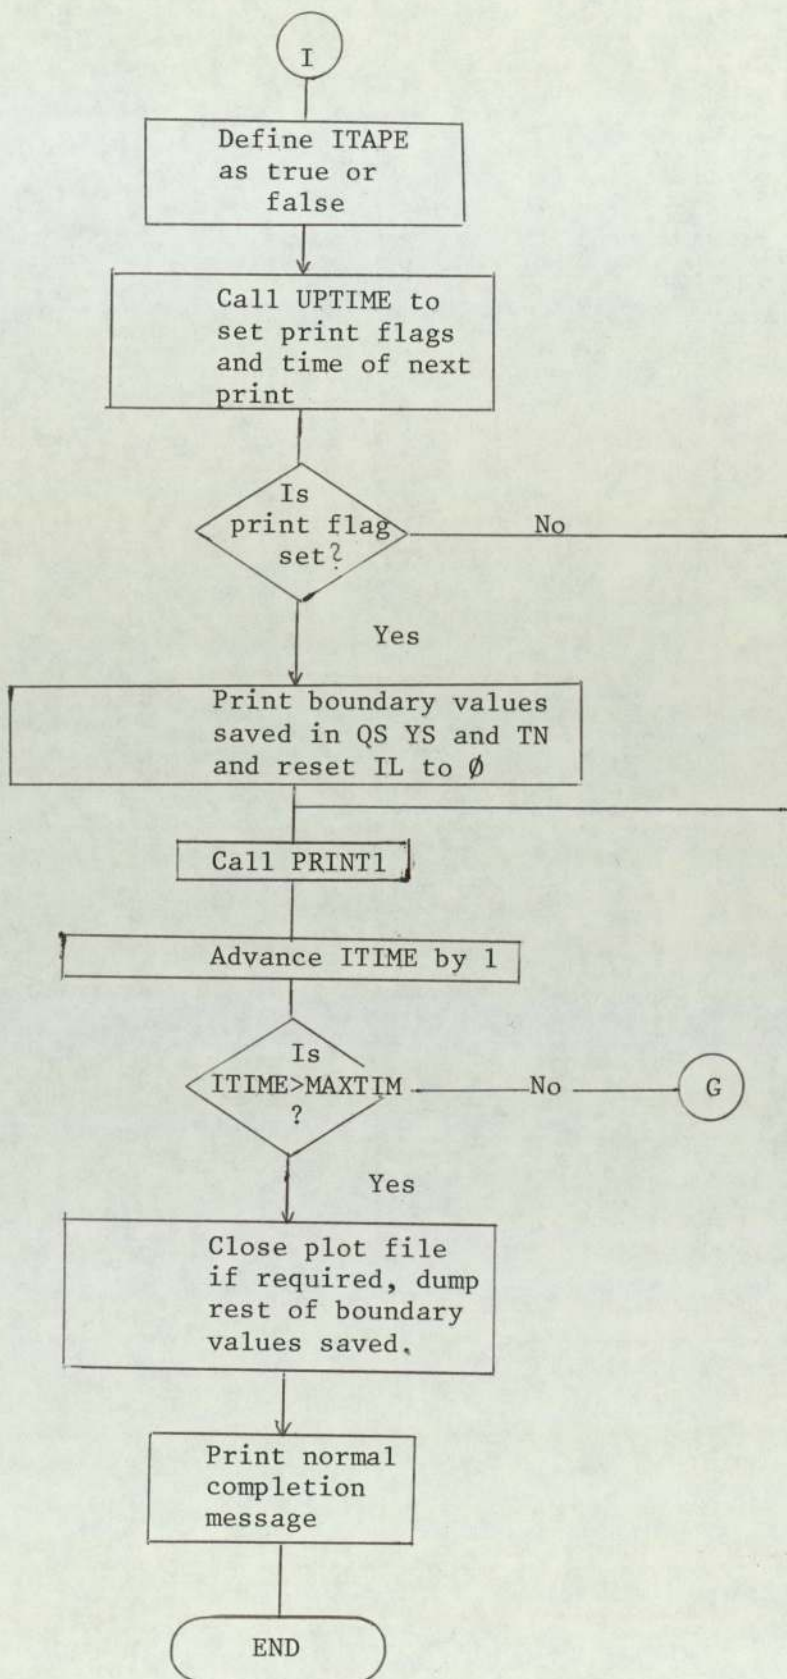 I
Define ITAPE
as true or
false
Call UPTIME to
set print flags
and time of next
print
Is
print flag
set?
No
Yes
Print boundary values
saved in QS YS and TN
and reset IL to Ø
Call PRINT1
Advance ITIME by 1
Is
ITIME>MAXTIM
?
No
G
Yes
Close plot file
if required, dump
rest of boundary
values saved.
Print normal
completion
message
END